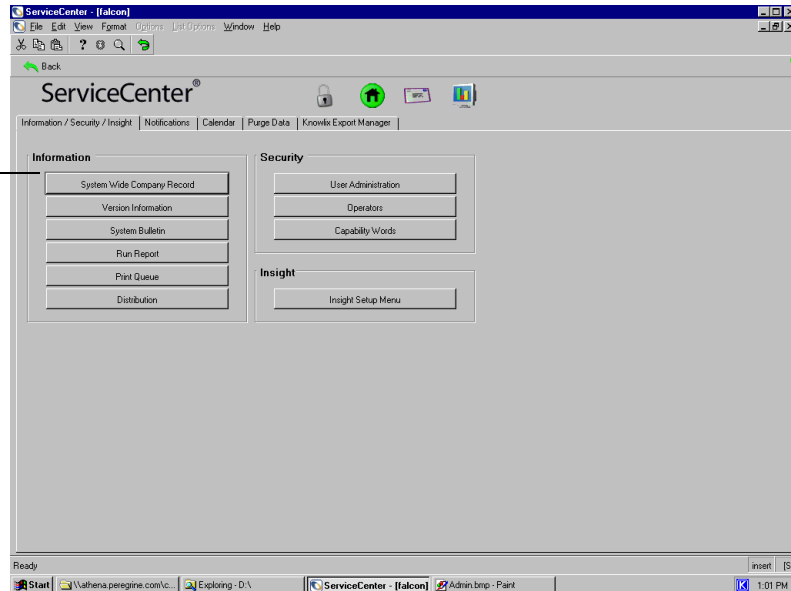 ServiceCenter - [falcon]
File Edit View Format Options List Options Window Help
Back
ServiceCenter®
Information / Security / Insight Notifications Calendar Purge Data Knowlix Export Manager
Information
System Wide Company Record
Version Information
System Bulletin
Run Report
Print Queue
Distribution
Security
User Administration
Operators
Capability Words
Insight
Insight Setup Menu
Ready insert [S
Start \\athena.peregrine.com\c... Exploring - D:\ ServiceCenter - [falcon] Admin.bmp - Paint 1:01 PM